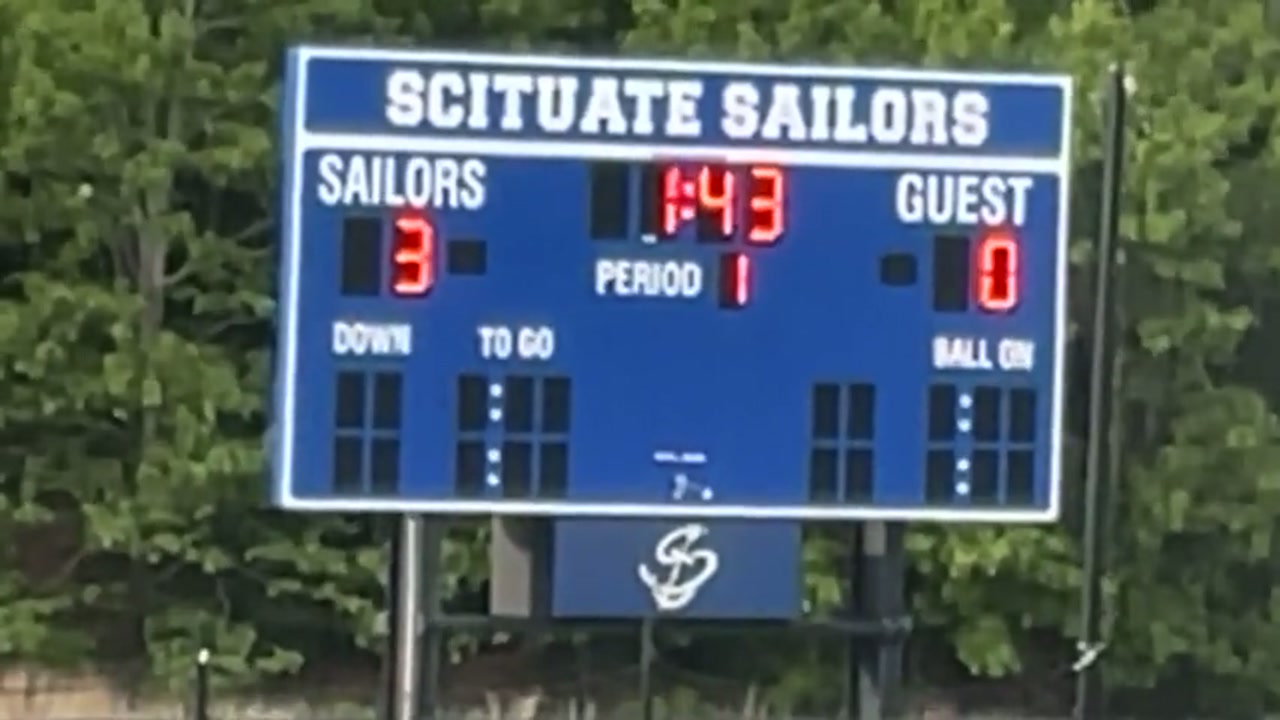 SCITUATE SAILORS
SAILORS 1:43 GUEST
3 PERIOD 1 0
DOWN TO GO BALL ON